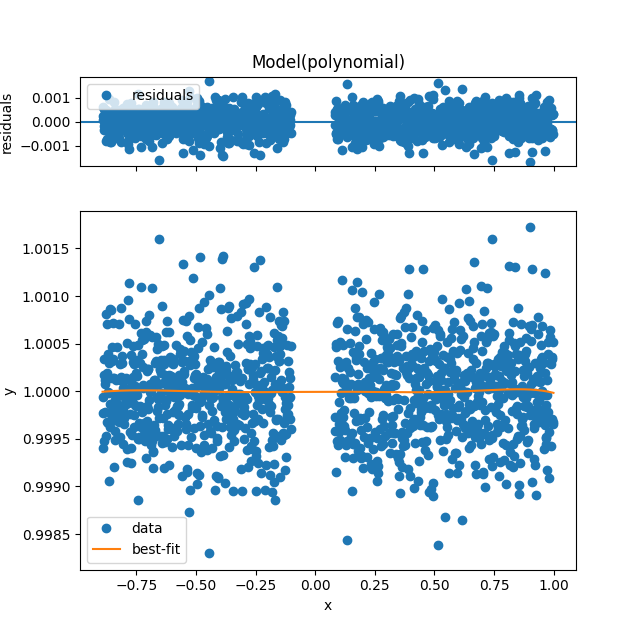 Model(polynomial)
residuals
0.001
0.000
−0.001
residuals
1.0015
1.0010
1.0005
1.0000
0.9995
0.9990
0.9985
y
data
best-fit
−0.75
−0.50
−0.25
0.00
0.25
0.50
0.75
1.00
x